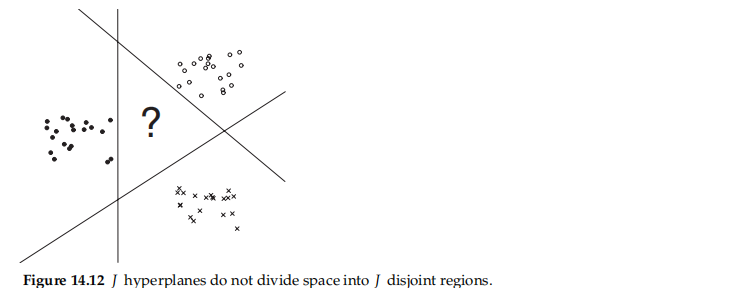 ?
Figure 14.12 J hyperplanes do not divide space into J disjoint regions.